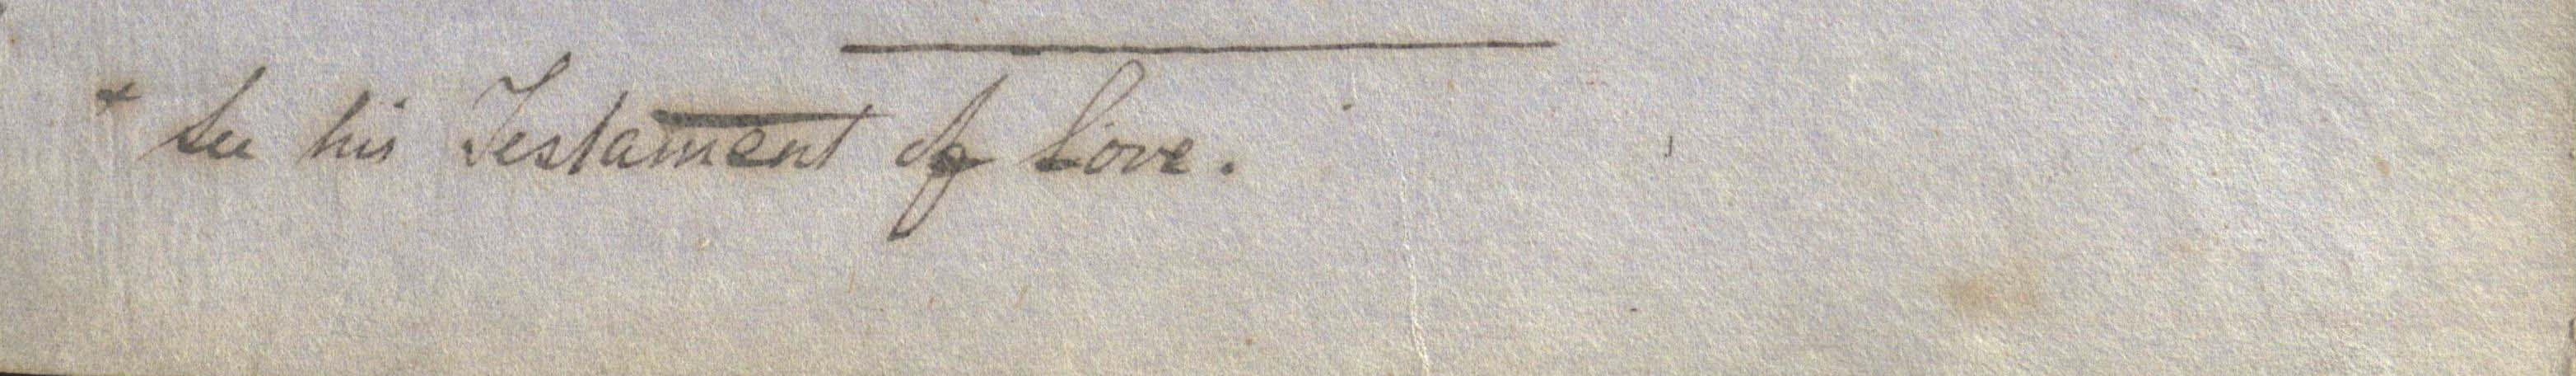 * See his Testament of Love.